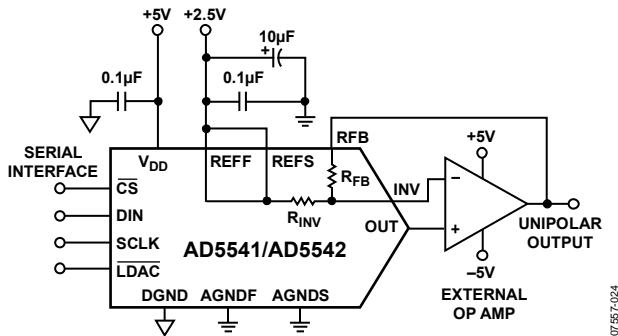 +5V
+2.5V
10µF
+
0.1µF
0.1µF
SERIAL
INTERFACE
VDD
REFF
REFS
RFB
RFB
INV
RINV
OUT
CS
DIN
SCLK
LDAC
AD5541/AD5542
DGND
AGNDF
AGNDS
+5V
−
+
–5V
UNIPOLAR
OUTPUT
EXTERNAL
OP AMP
07557-024